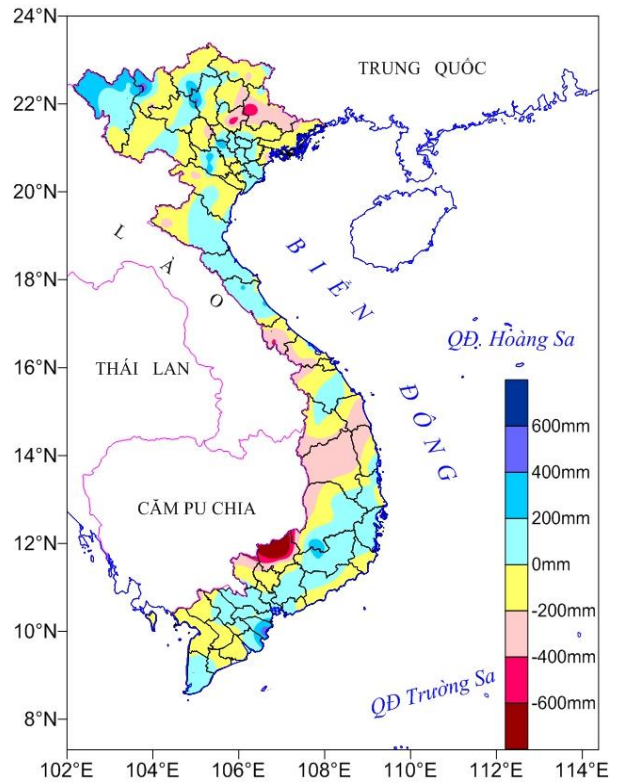 24°N
22°N
20°N
18°N
16°N
14°N
12°N
10°N
8°N
TRUNG QUỐC
LÀO
BIỂN ĐÔNG
THÁI LAN
QĐ. Hoàng Sa
CĂM PU CHIA
QĐ Trường Sa
600mm
400mm
200mm
0mm
-200mm
-400mm
-600mm
102°E 104°E 106°E 108°E 110°E 112°E 114°E